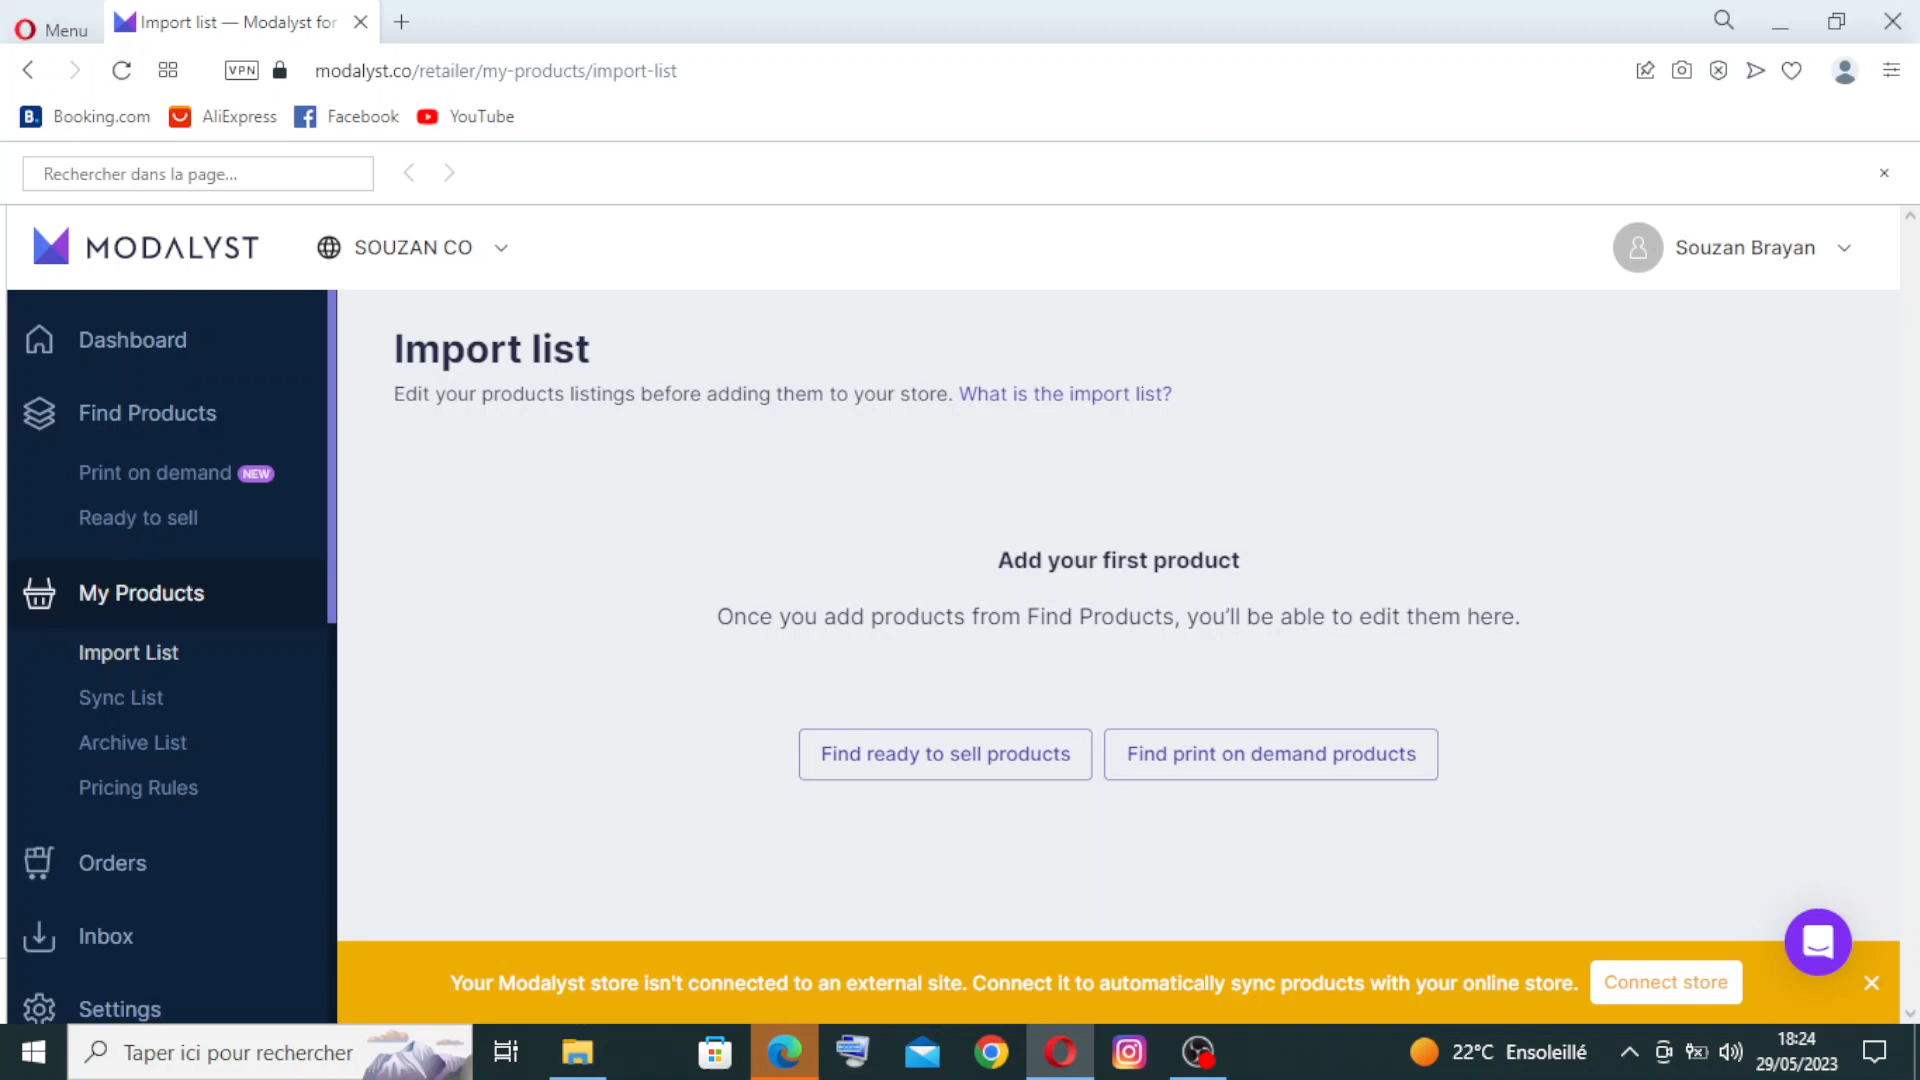 Menu
Import list — Modalyst for
VPN
modalyst.co/retailer/my-products/import-list
B. Booking.com
AliExpress
Facebook
YouTube
Rechercher dans la page...
MODALYST
SOUZAN CO
Souzan Brayan
Dashboard
Find Products
Print on demand NEW
Ready to sell
My Products
Import List
Sync List
Archive List
Pricing Rules
Orders
Inbox
Settings
Import list
Edit your products listings before adding them to your store. What is the import list?
Add your first product
Once you add products from Find Products, you’ll be able to edit them here.
Find ready to sell products
Find print on demand products
Your Modalyst store isn't connected to an external site. Connect it to automatically sync products with your online store.
Connect store
Taper ici pour rechercher
22°C Ensoleillé
18:24
29/05/2023